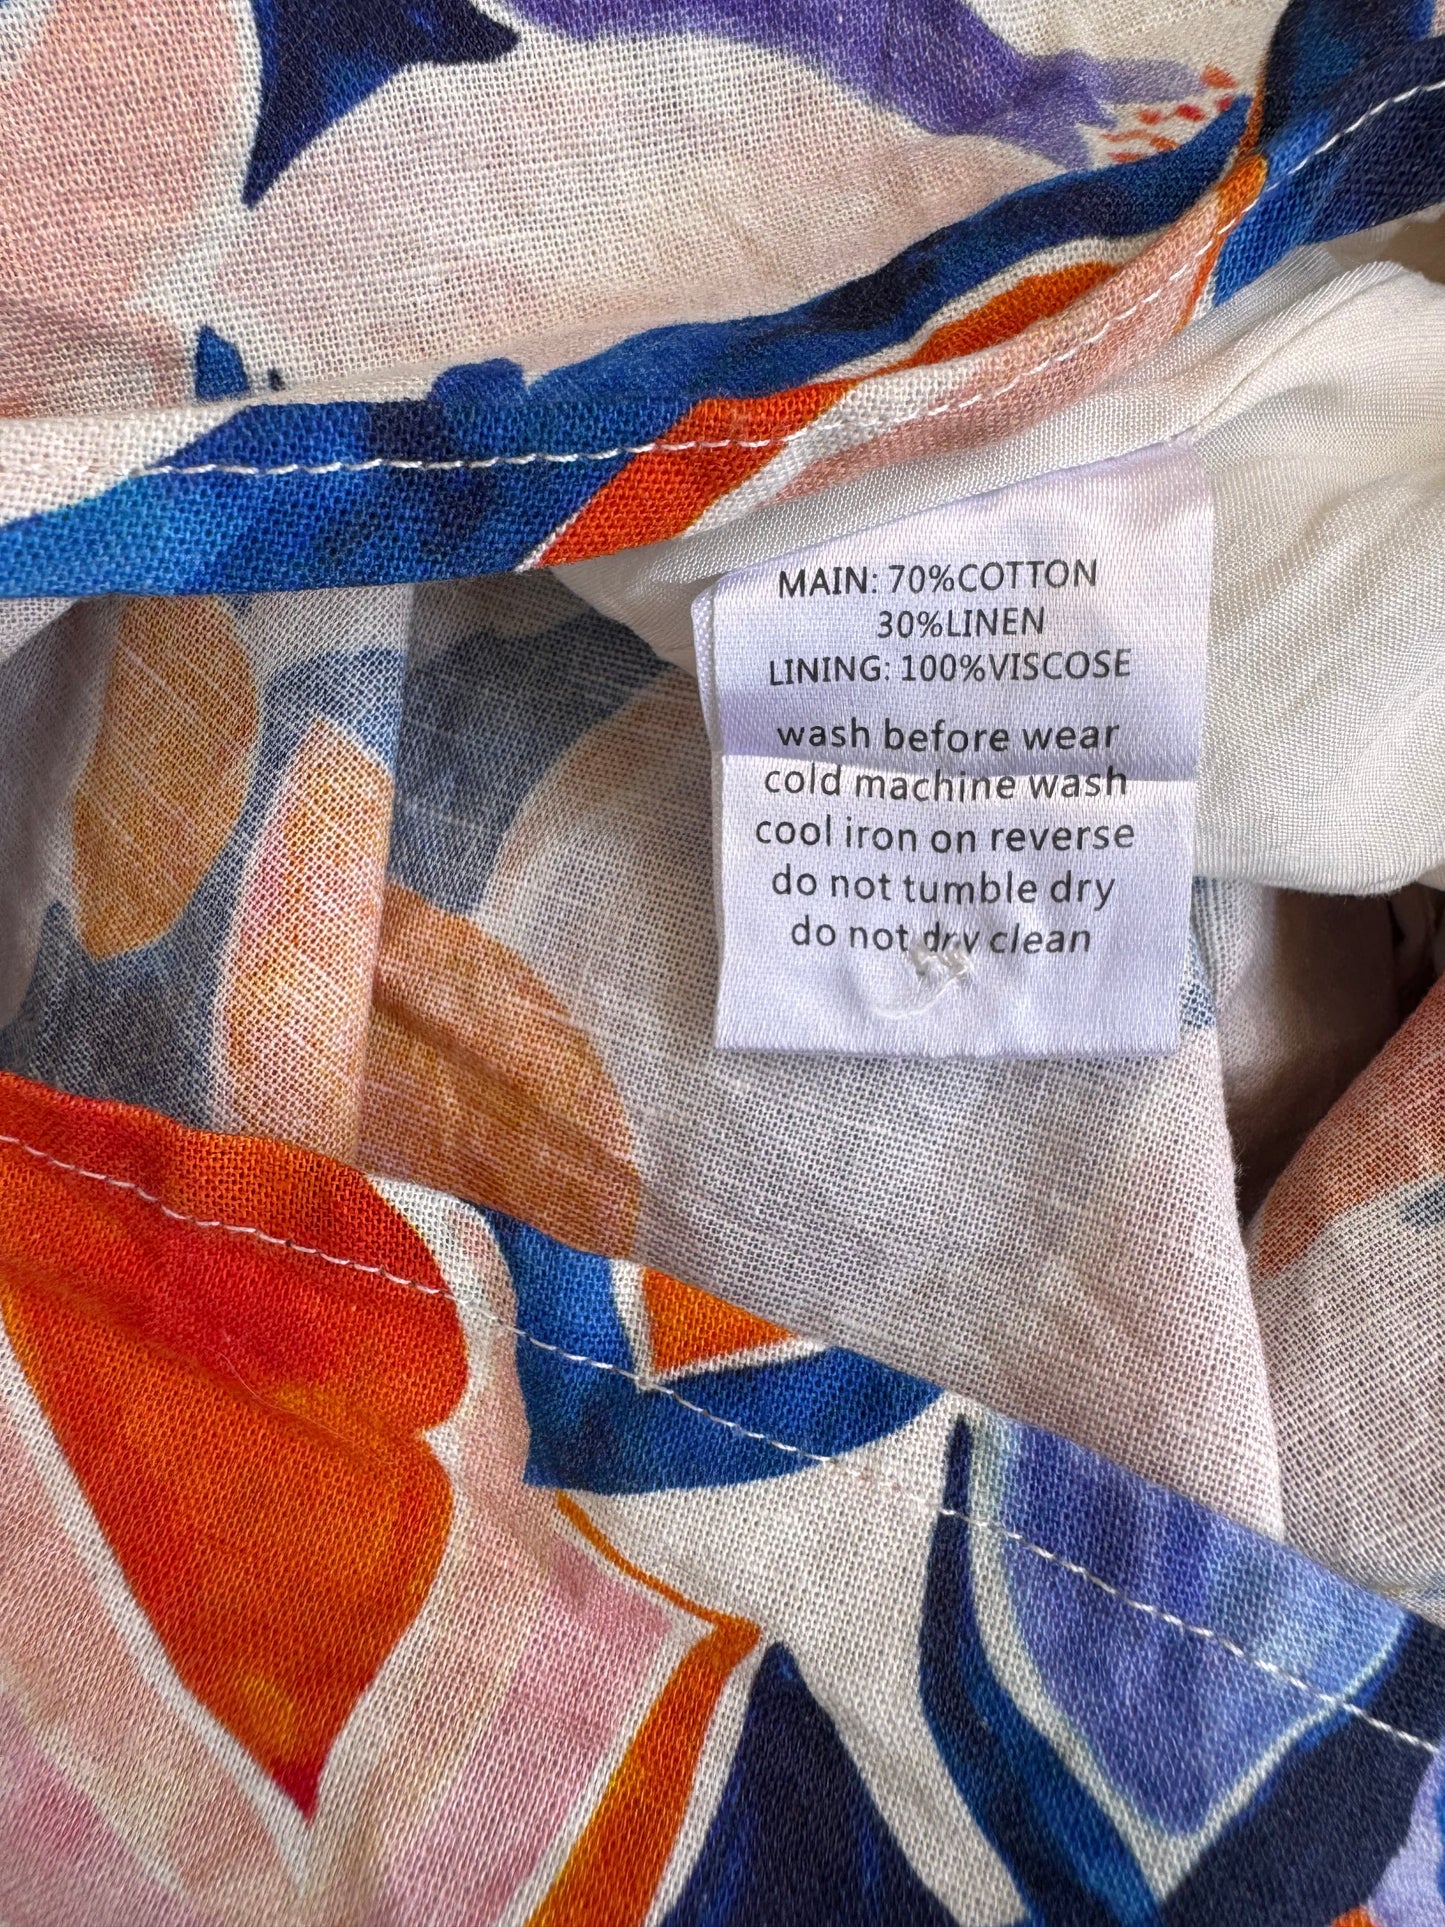 MAIN: 70%COTTON
30%LINEN
LINING: 100%VISCOSE
wash before wear
cold machine wash
cool iron on reverse
do not tumble dry
do not dry clean